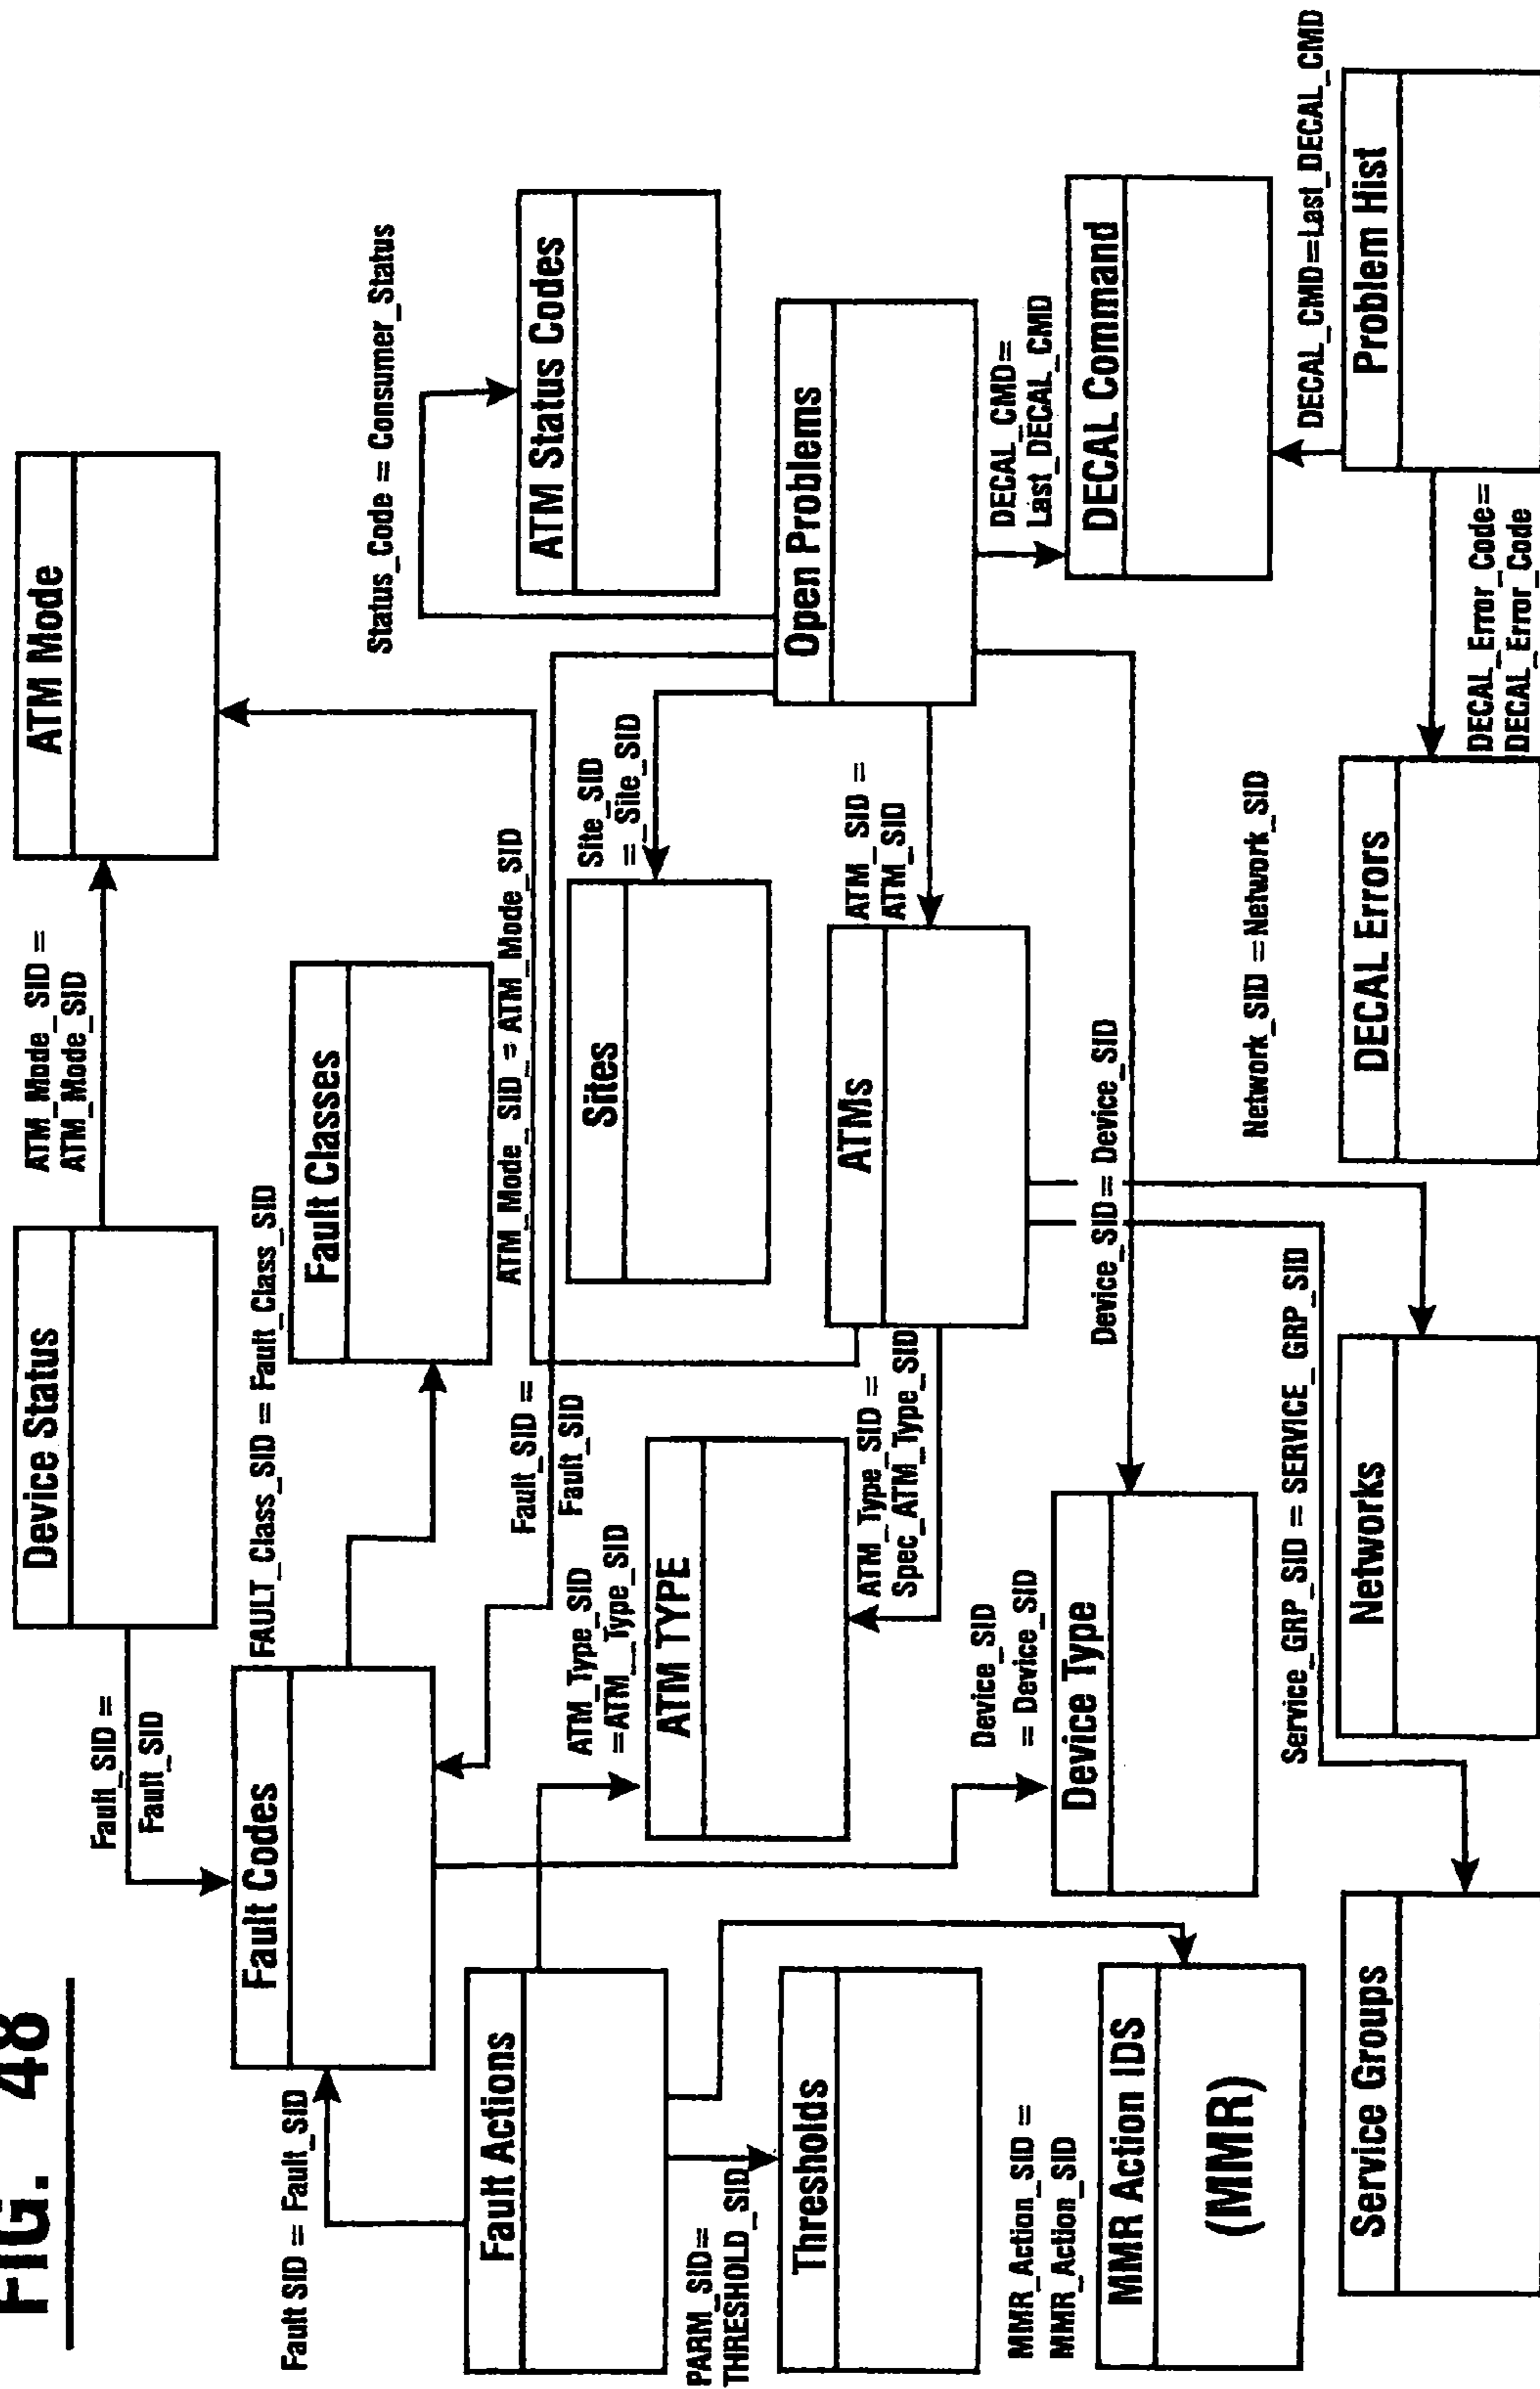 FIG. 48
Device Status
ATM_Mode_SID =
ATM_Mode_SID
ATM Mode
Fault_SID =
Fault_SID
Fault Codes
FAULT_Class_SID = Fault_Class_SID
Fault Classes
Status_Code = Consumer_Status
ATM Status Codes
Fault SID = Fault_SID
Fault Actions
ATM_Mode_SID = ATM_Mode_SID
Fault_SID =
Fault_SID
Site_SID
= Site_SID
Sites
ATM_Type_SID
=ATM_Type_SID
ATM TYPE
Open Problems
PARM_SID=
THRESHOLD_SID
Thresholds
ATM_Type_SID =
Spec_ATM_Type_SID
ATMs
ATM_SID =
ATM_SID
DECAL_CMD=
Last_DECAL_CMD
DECAL Command
Device_SID
= Device_SID
Device Type
Device_SID = Device_SID
MMR_Action_SID =
MMR_Action_SID
MMR Action IDS
(MMR)
Service_GRP_SID = SERVICE_GRP_SID
Network_SID =Network_SID
DECAL_CMD=Last_DECAL_CMD
Service Groups
Networks
DECAL Errors
Problem Hist
DECAL_Error_Code=
DECAL_Error_Code